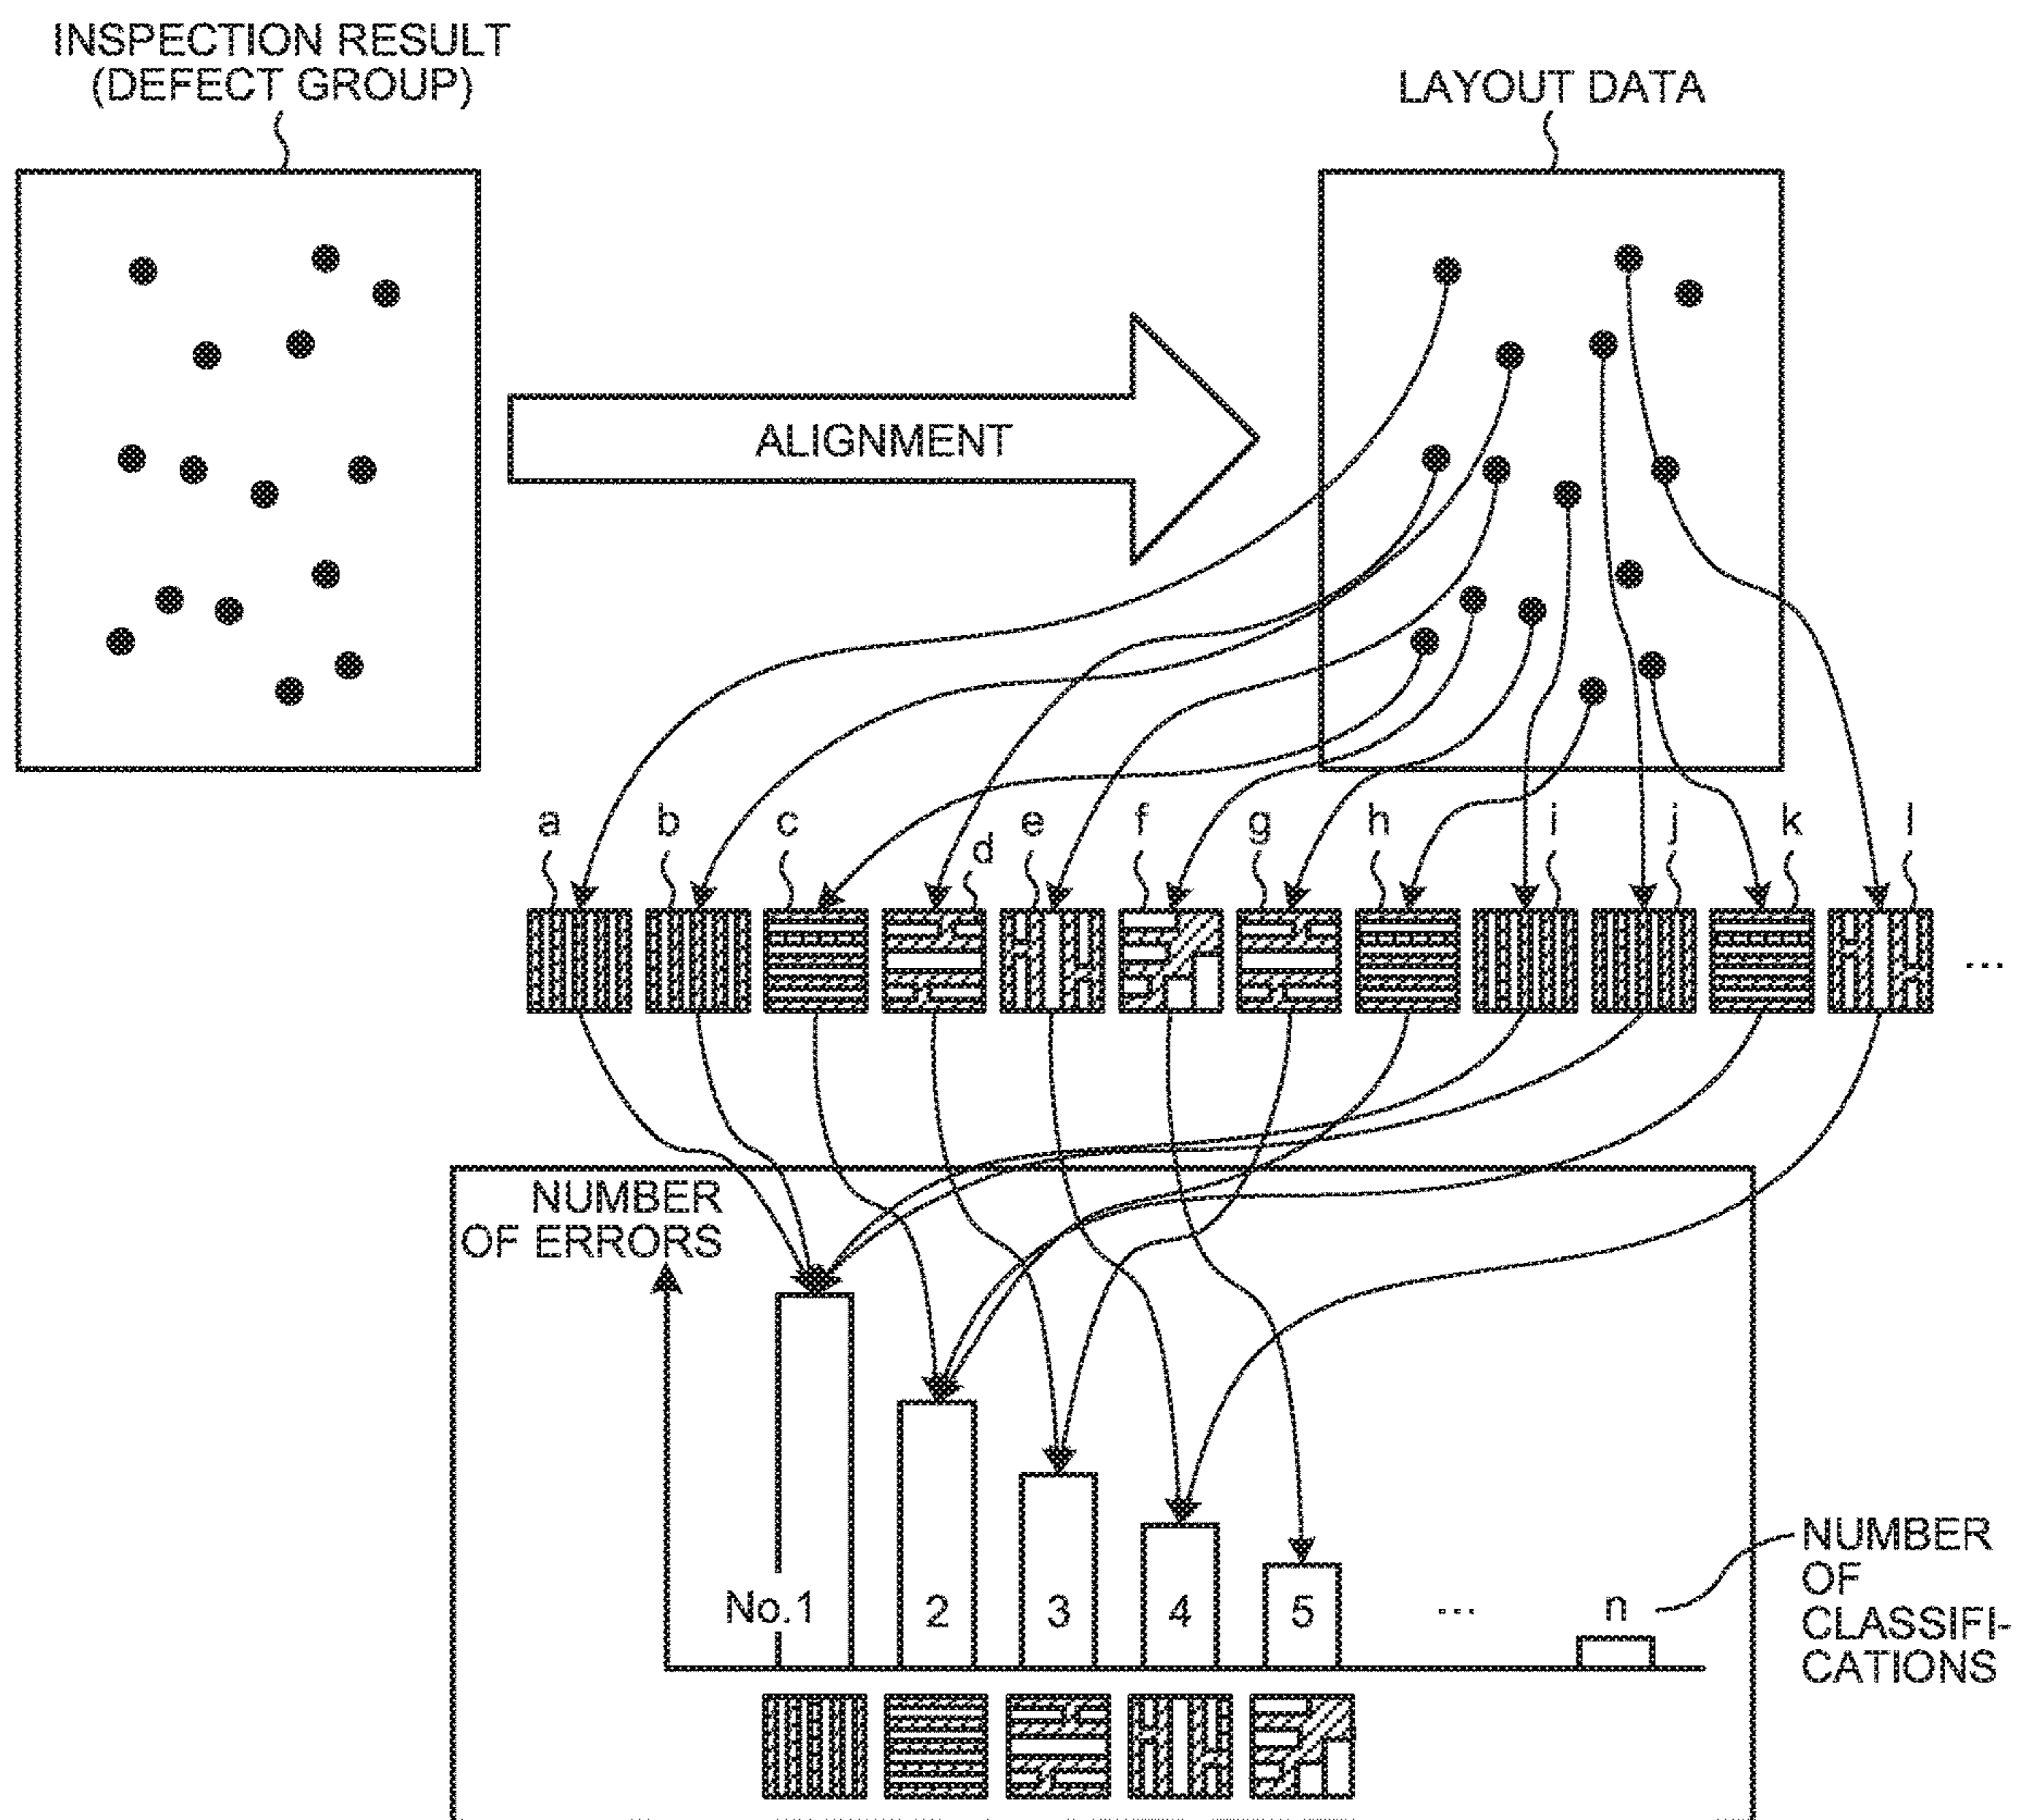 INSPECTION RESULT
(DEFECT GROUP)
LAYOUT DATA
ALIGNMENT
a b c d e f g h i j k l
...
NUMBER
OF ERRORS
No.1 2 3 4 5 ... n
NUMBER
OF
CLASSIFI-
CATIONS